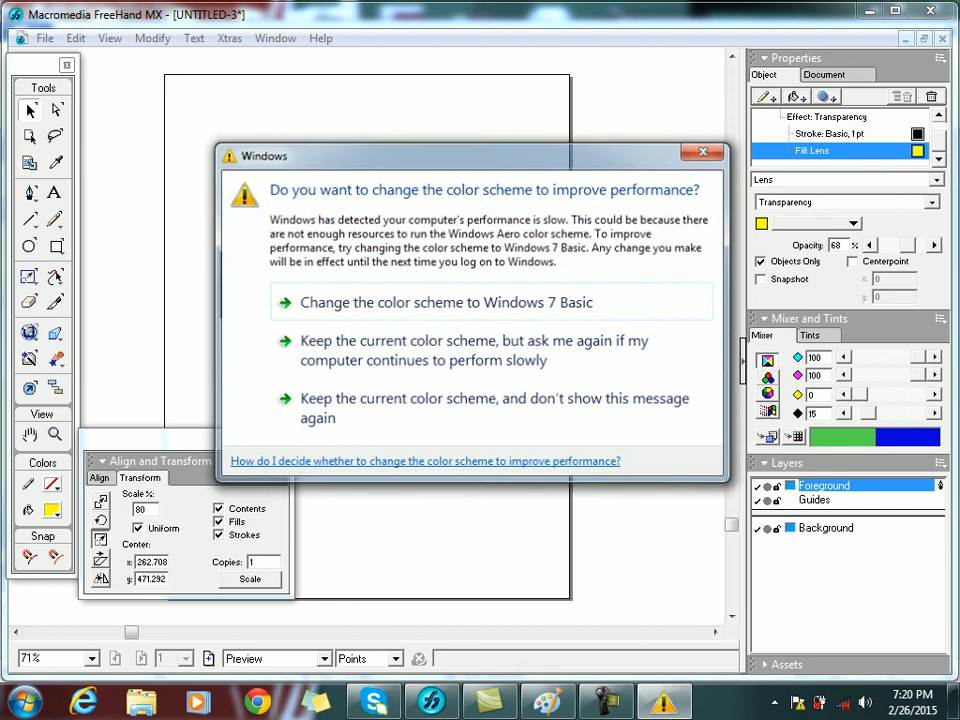 Macromedia FreeHand MX - [UNTITLED-3*]
File Edit View Modify Text Xtras Window Help
Tools
View
Colors
Snap
Windows
Do you want to change the color scheme to improve performance?
Windows has detected your computer's performance is slow. This could be because there
are not enough resources to run the Windows Aero color scheme. To improve
performance, try changing the color scheme to Windows 7 Basic. Any change you make
will be in effect until the next time you log on to Windows.
Change the color scheme to Windows 7 Basic
Keep the current color scheme, but ask me again if my
computer continues to perform slowly
Keep the current color scheme, and don't show this message
again
How do I decide whether to change the color scheme to improve performance?
Align and Transform
Align Transform
Scale %:
80
Uniform
Center:
x: 262.708
y: 471.292
Contents
Fills
Strokes
Copies: 1
Scale
Properties
Object Document
Effect: Transparency
Stroke: Basic, 1pt
Fill: Lens
Lens
Transparency
Opacity: 68 %
Objects Only Centerpoint
Snapshot x: 0
y: 0
Mixer and Tints
Mixer Tints
100
100
0
15
Layers
Foreground
Guides
Background
Assets
71% 1 Preview Points
7:20 PM
2/26/2015